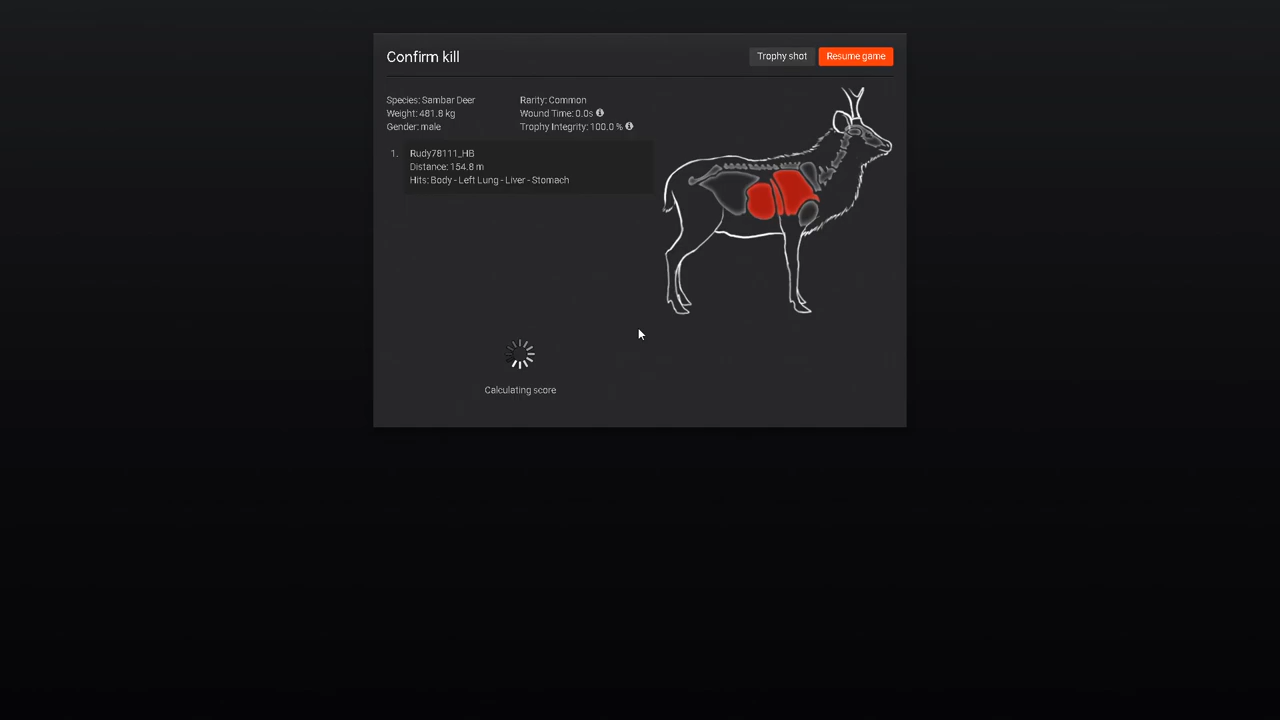 Confirm kill
Trophy shot
Resume game
Species: Sambar Deer
Weight: 481.8 kg
Gender: male
Rarity: Common
Wound Time: 0.0s
Trophy Integrity: 100.0 %
1.
Rudy78111_HB
Distance: 154.8 m
Hits: Body - Left Lung - Liver - Stomach
Calculating score